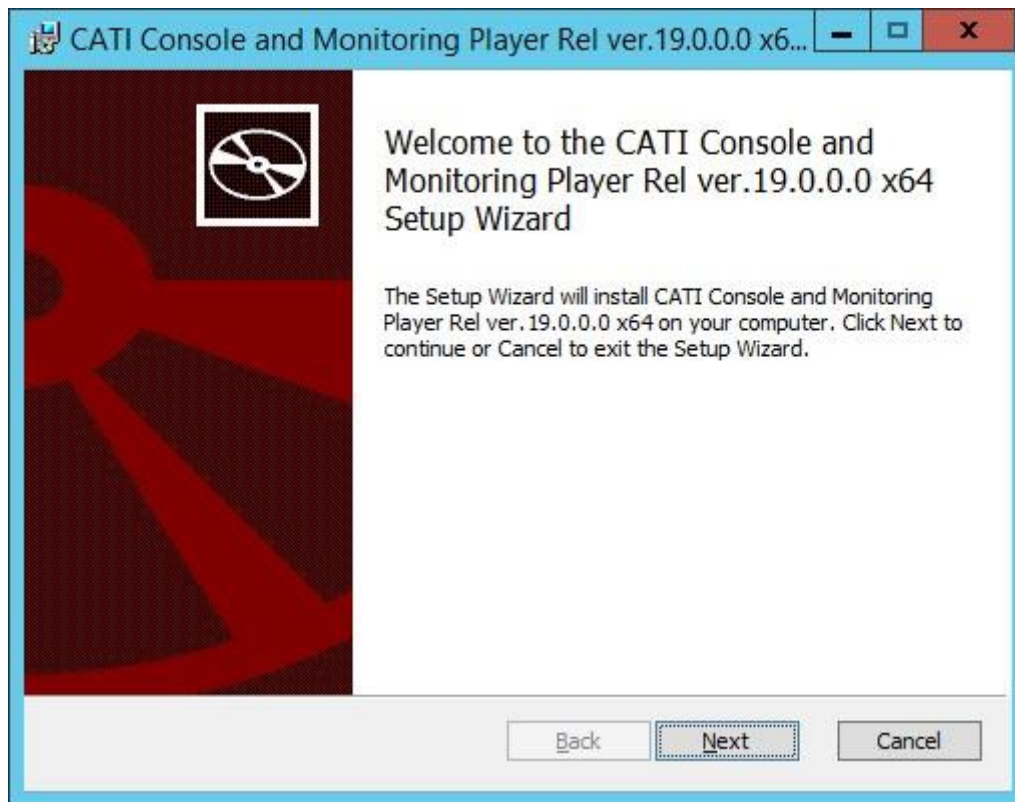 CATI Console and Monitoring Player Rel ver.19.0.0.0 x6...
Welcome to the CATI Console and
Monitoring Player Rel ver.19.0.0.0 x64
Setup Wizard
The Setup Wizard will install CATI Console and Monitoring
Player Rel ver.19.0.0.0 x64 on your computer. Click Next to
continue or Cancel to exit the Setup Wizard.
Back Next Cancel